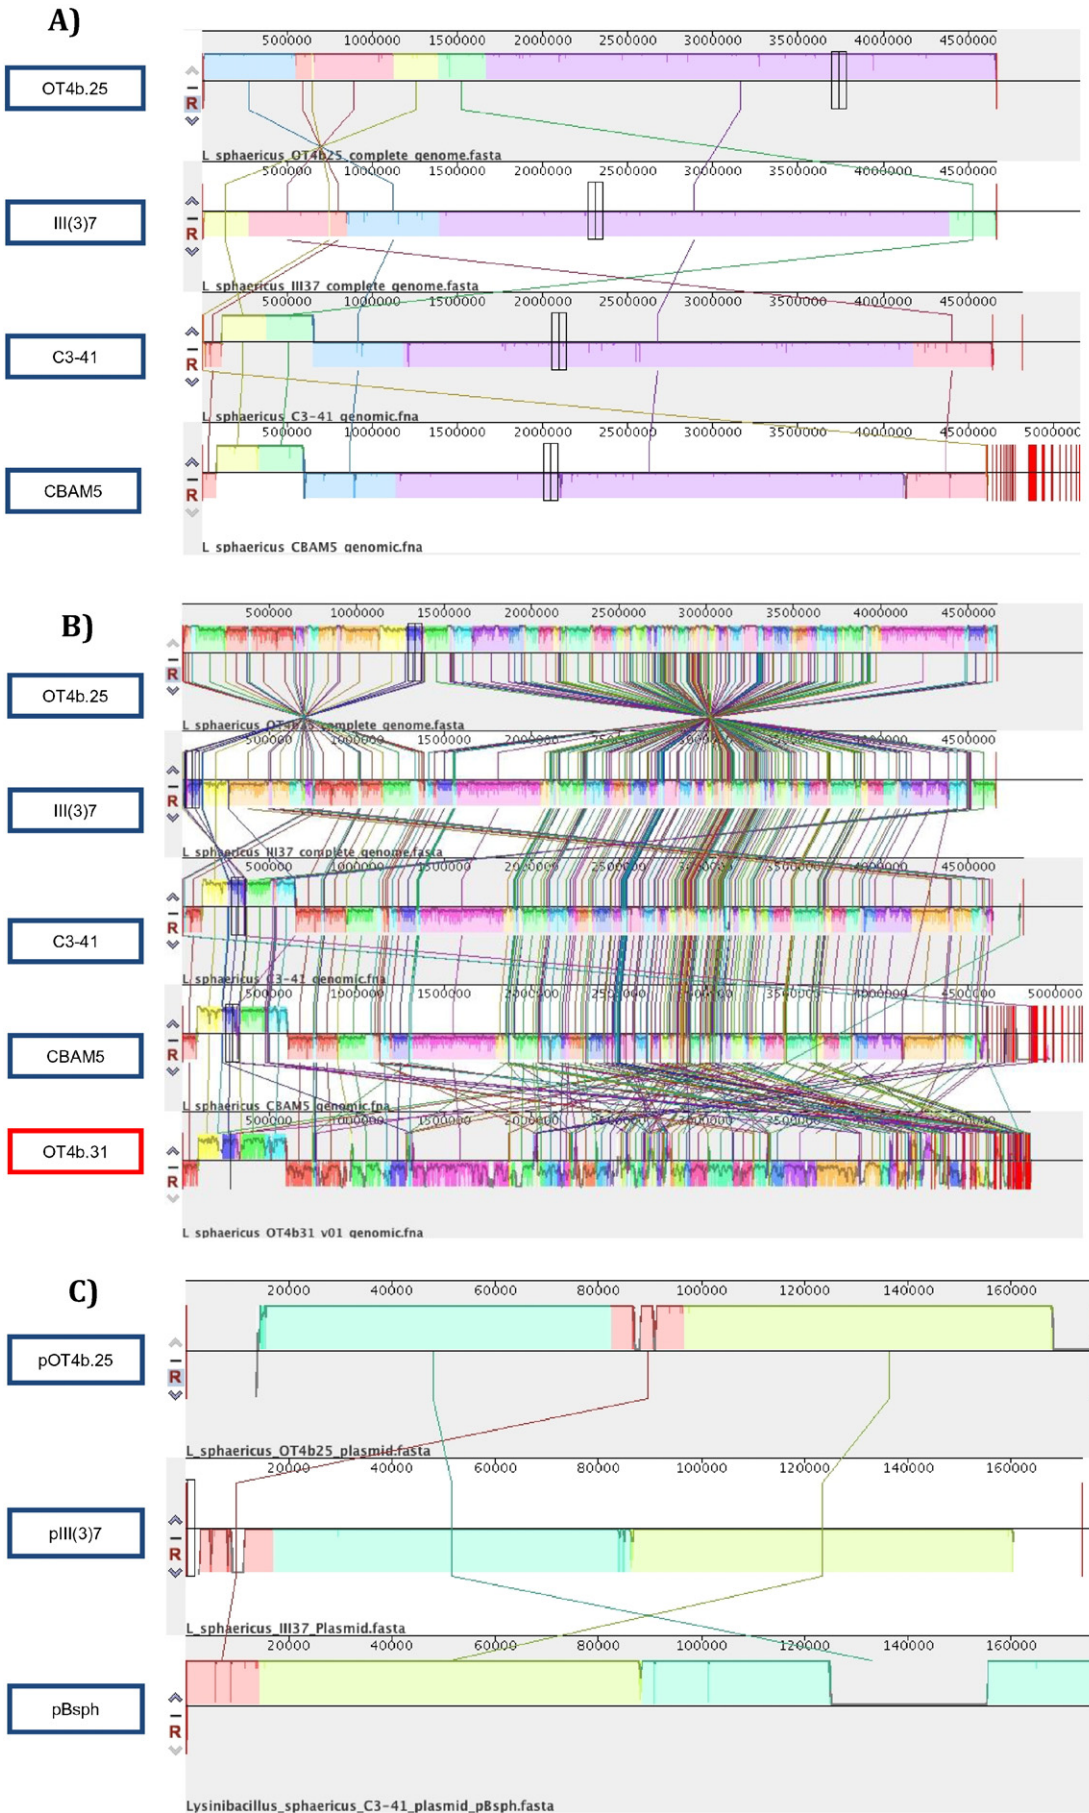 A)
500000 1000000 1500000 2000000 2500000 3000000 3500000 4000000 4500000
OT4b.25
R
L_sphaericus_OT4b25_complete_genome.fasta
500000 1000000 1500000 2000000 2500000 3000000 3500000 4000000 4500000
III(3)7
R
L_sphaericus_III37_complete_genome.fasta
500000 1000000 1500000 2000000 2500000 3000000 3500000 4000000 4500000
C3-41
R
L_sphaericus_C3-41_genomic.fna
500000 1000000 1500000 2000000 2500000 3000000 3500000 4000000 4500000 5000000
CBAM5
R
L_sphaericus_CBAM5_genomic.fna
B)
500000 1000000 1500000 2000000 2500000 3000000 3500000 4000000 4500000
OT4b.25
R
L_sphaericus_OT4b25_complete_genome.fasta
500000 1000000 1500000 2000000 4000000 4500000
III(3)7
R
L_sphaericus_III37_complete_genome.fasta
500000 1000000 1500000 2000000 2500000 3000000 3500000 4000000 4500000
C3-41
R
L_sphaericus_C3-41_genomic.fna
500000 1000000 1500000 2000000 2500000 3000000 3500000 4000000 4500000 5000000
CBAM5
R
L_sphaericus_CBAM5_genomic.fna
500000 1000000 1500000 2000000
OT4b.31
R
L_sphaericus_OT4b31_v01_genomic.fna
C)
20000 40000 60000 80000 100000 120000 140000 160000
pOT4b.25
R
L_sphaericus_OT4b25_plasmid.fasta
20000 40000 60000 80000 100000 120000 140000 160000
pIII(3)7
R
L_sphaericus_III37_Plasmid.fasta
20000 40000 60000 80000 100000 120000 140000 160000
pBsph
R
Lysinibacillus_sphaericus_C3-41_plasmid_pBsph.fasta